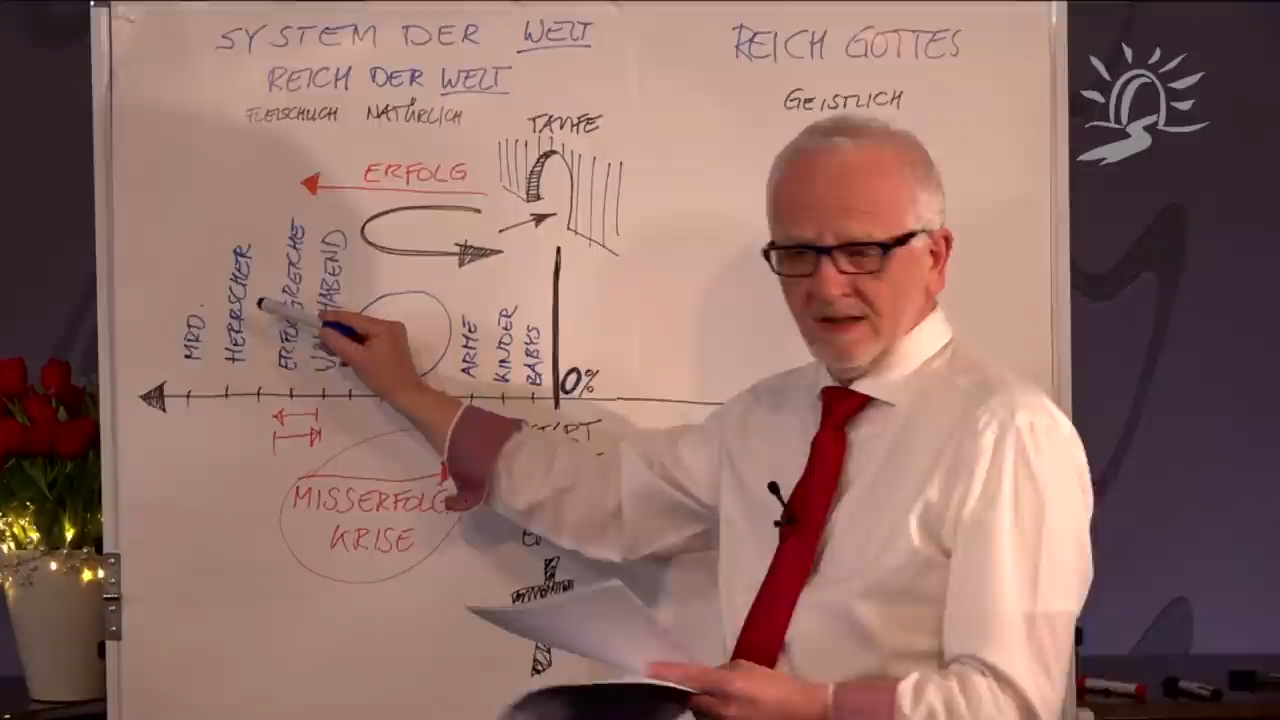 SYSTEM DER WELT
REICH DER WELT
FLEISCHLICH NATÜRLICH
REICH GOTTES
GEISTLICH
TAUFE
ERFOLG
MRD.
HERRSCHER
ERFOLGREICHE
ARME
KINDER
BABYS
0%
MISSERFOLG
KRISE